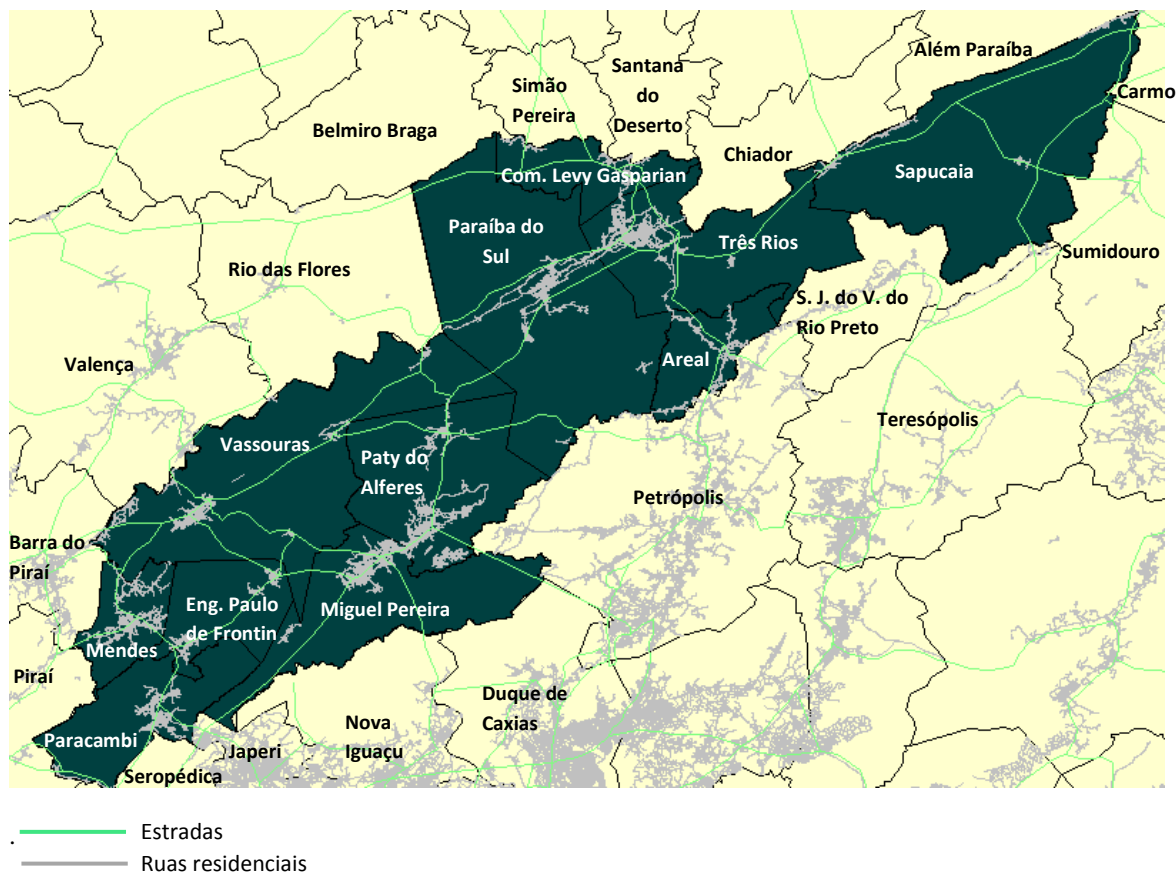 Além Paraíba
Santana
do
Deserto
Simão
Pereira
Carmo
Belmiro Braga
Chiador
Com. Levy Gasparian
Sapucaia
Paraíba do
Sul
Três Rios
Sumidouro
Rio das Flores
S. J. do V. do
Rio Preto
Valença
Areal
Teresópolis
Vassouras
Paty do
Alferes
Petrópolis
Barra do
Piraí
Eng. Paulo
de Frontin
Miguel Pereira
Mendes
Piraí
Duque de
Caxias
Nova
Iguaçu
Paracambi
Japeri
Seropédica
. Estradas
Ruas residenciais